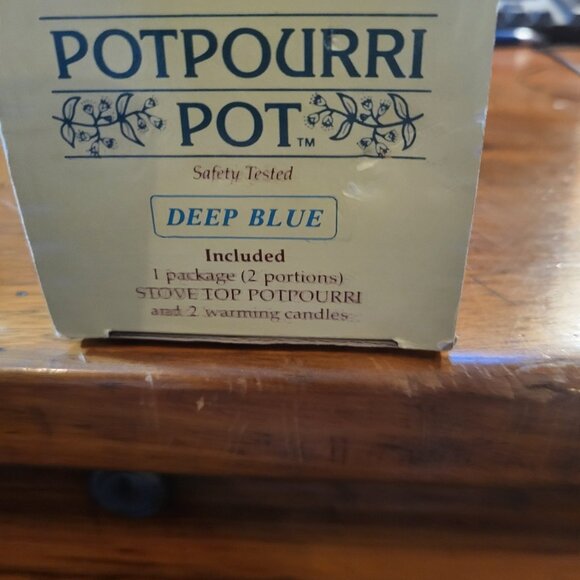 POTPOURRI
POT™
Safety Tested
DEEP BLUE
Included
1 package (2 portions)
STOVE TOP POTPOURRI
and 2 warming candles